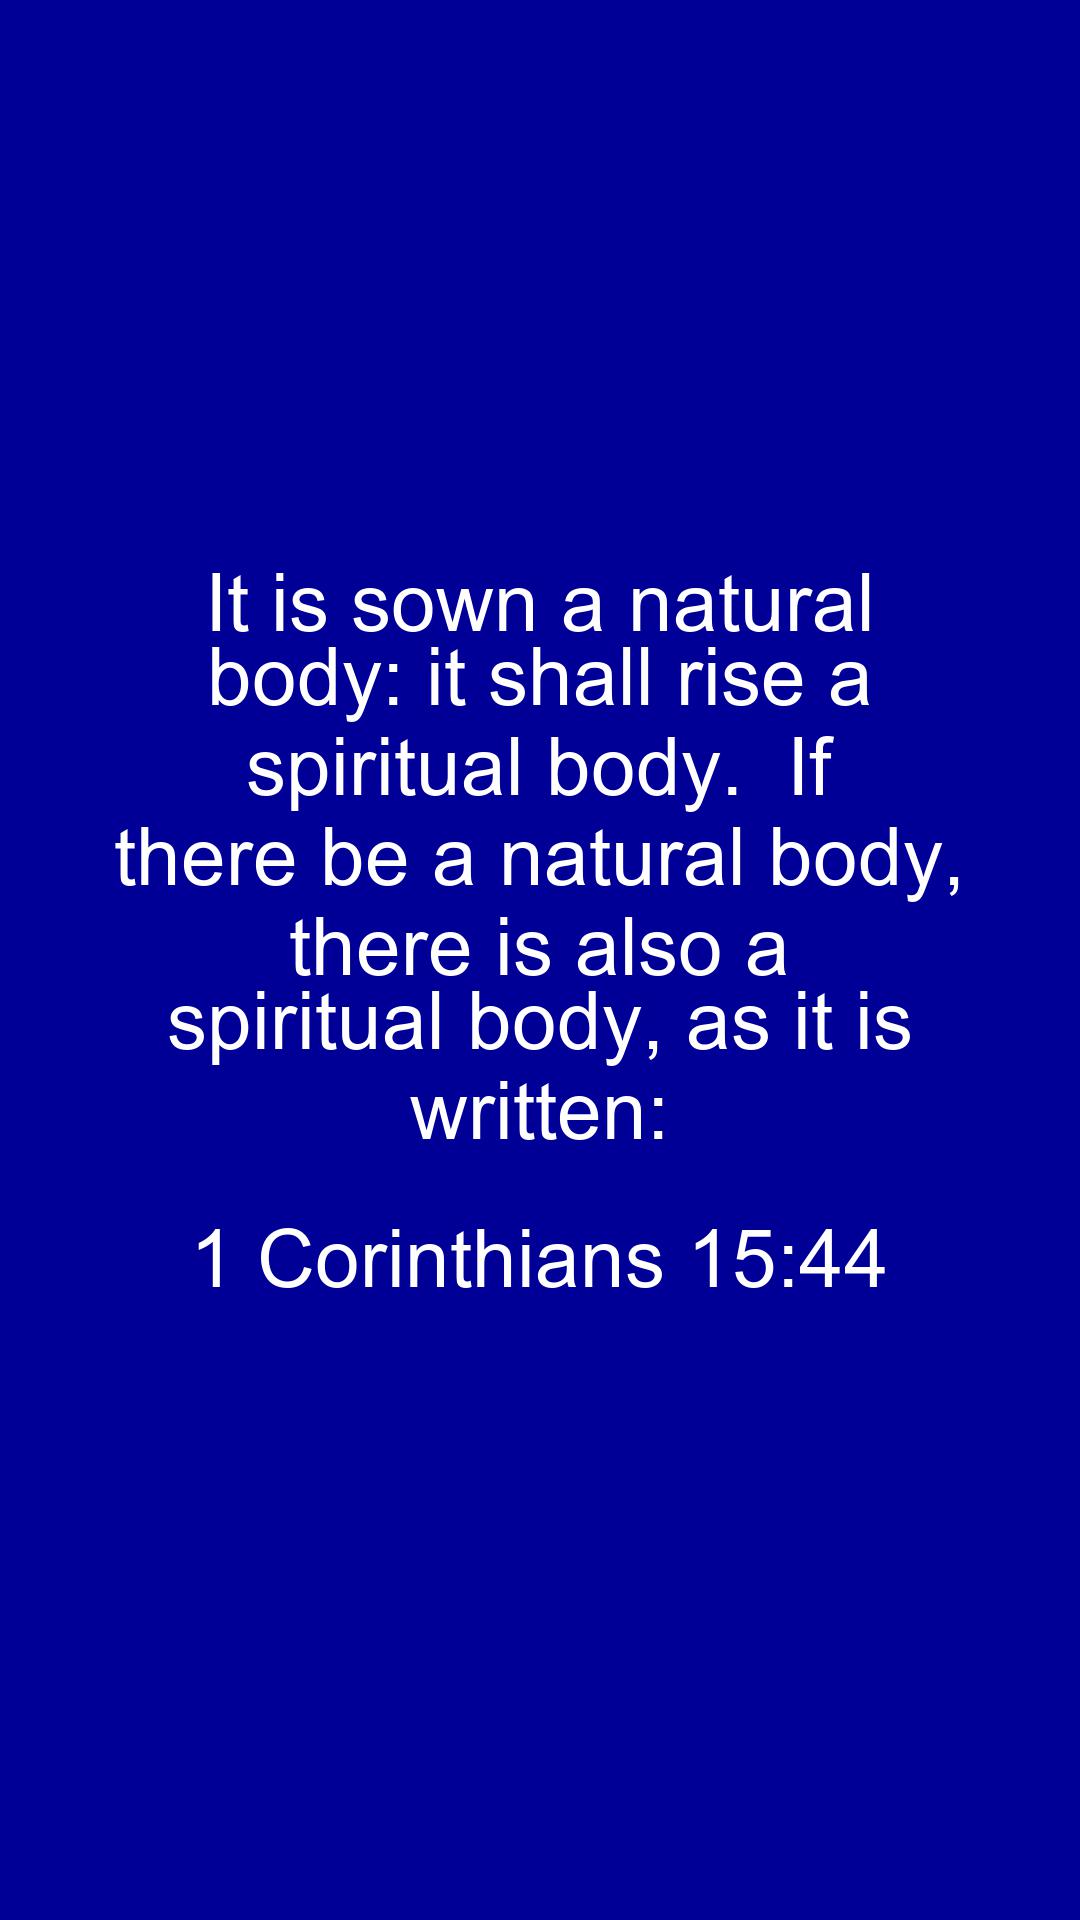 It is sown a natural
body: it shall rise a
spiritual body.  If
there be a natural body,
there is also a
spiritual body, as it is
written:
1 Corinthians 15:44